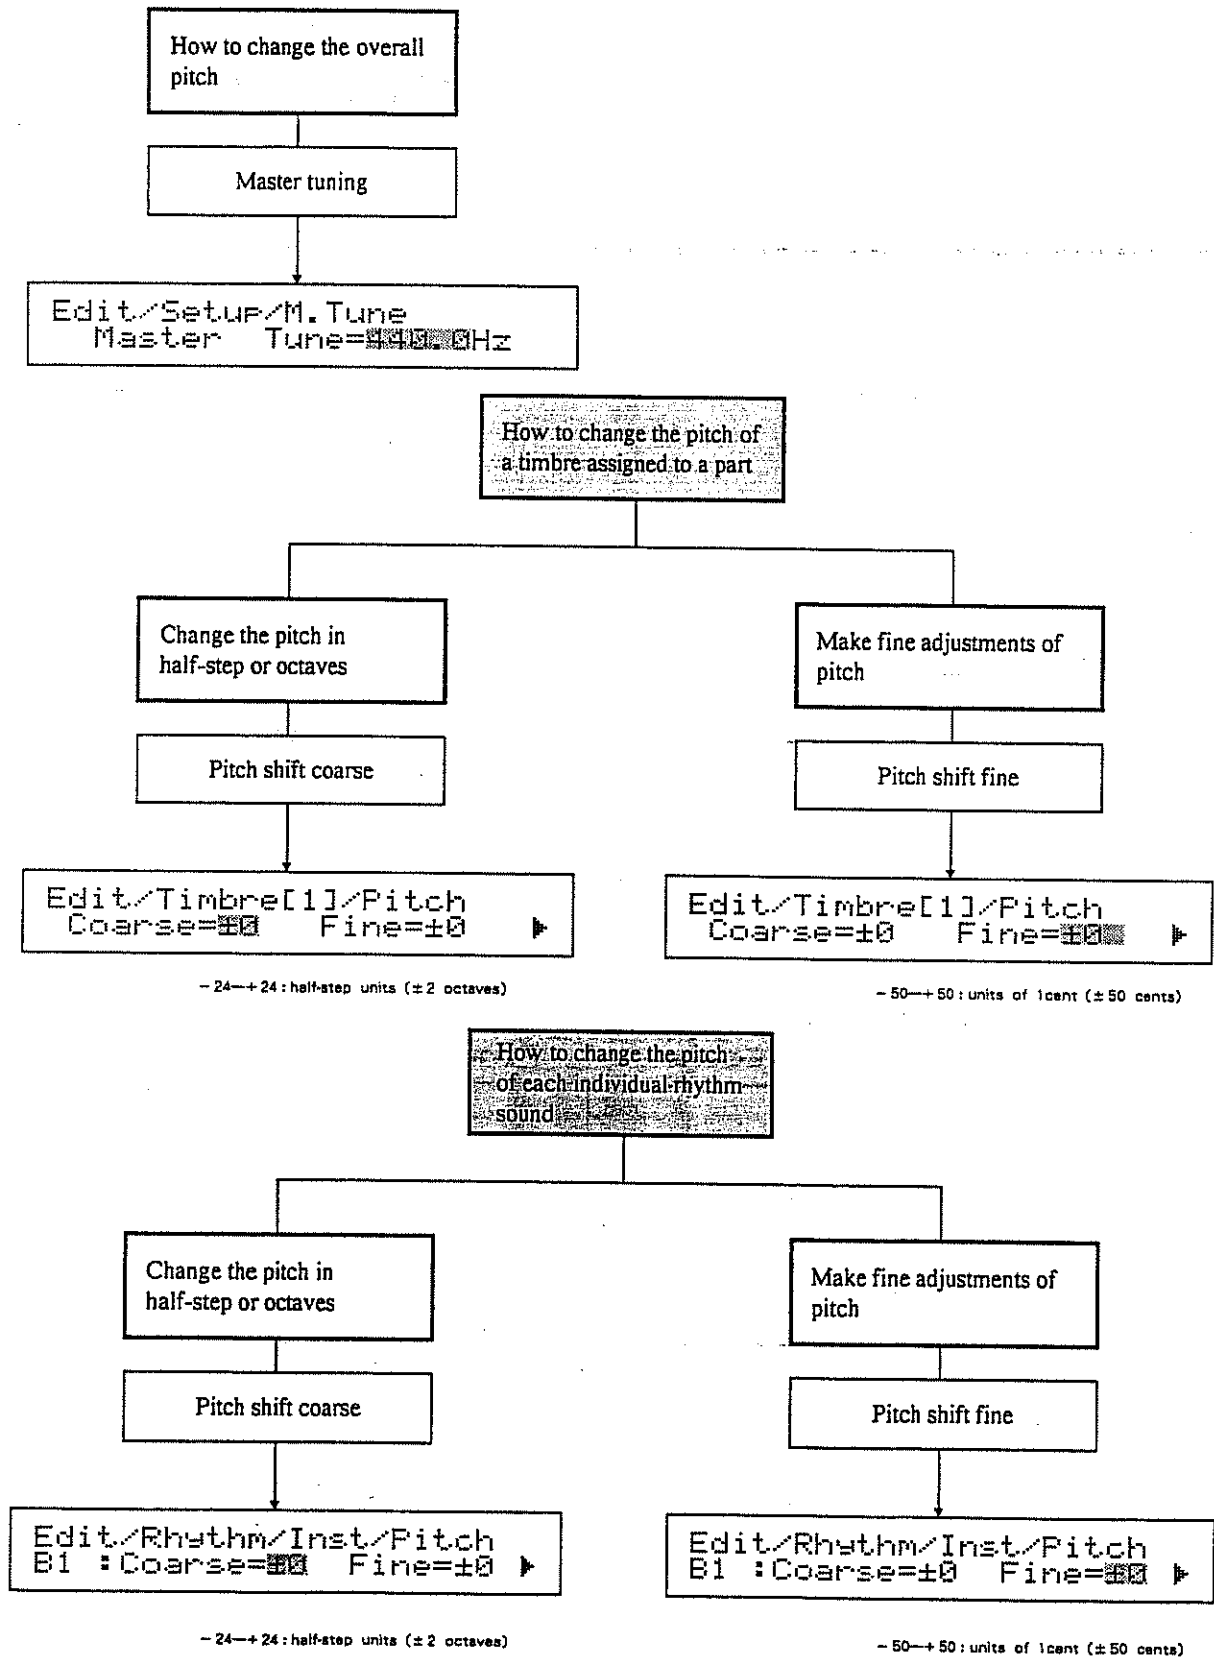 How to change the overall
pitch
Master tuning
Edit/Setup/M.Tune
Master Tune=440.0Hz
How to change the pitch of
a timbre assigned to a part
Change the pitch in
half-step or octaves
Pitch shift coarse
Edit/Timbre[1]/Pitch
Coarse=±0 Fine=±0
－24—＋24 : half-step units (±2 octaves)
Make fine adjustments of
pitch
Pitch shift fine
Edit/Timbre[1]/Pitch
Coarse=±0 Fine=±0
－50—＋50 : units of 1cent (±50 cents)
How to change the pitch
of each individual rhythm
sound
Change the pitch in
half-step or octaves
Pitch shift coarse
Edit/Rhythm/Inst/Pitch
B1 :Coarse=±0 Fine=±0
－24—＋24 : half-step units (±2 octaves)
Make fine adjustments of
pitch
Pitch shift fine
Edit/Rhythm/Inst/Pitch
B1 :Coarse=±0 Fine=±0
－50—＋50 : units of 1cent (±50 cents)